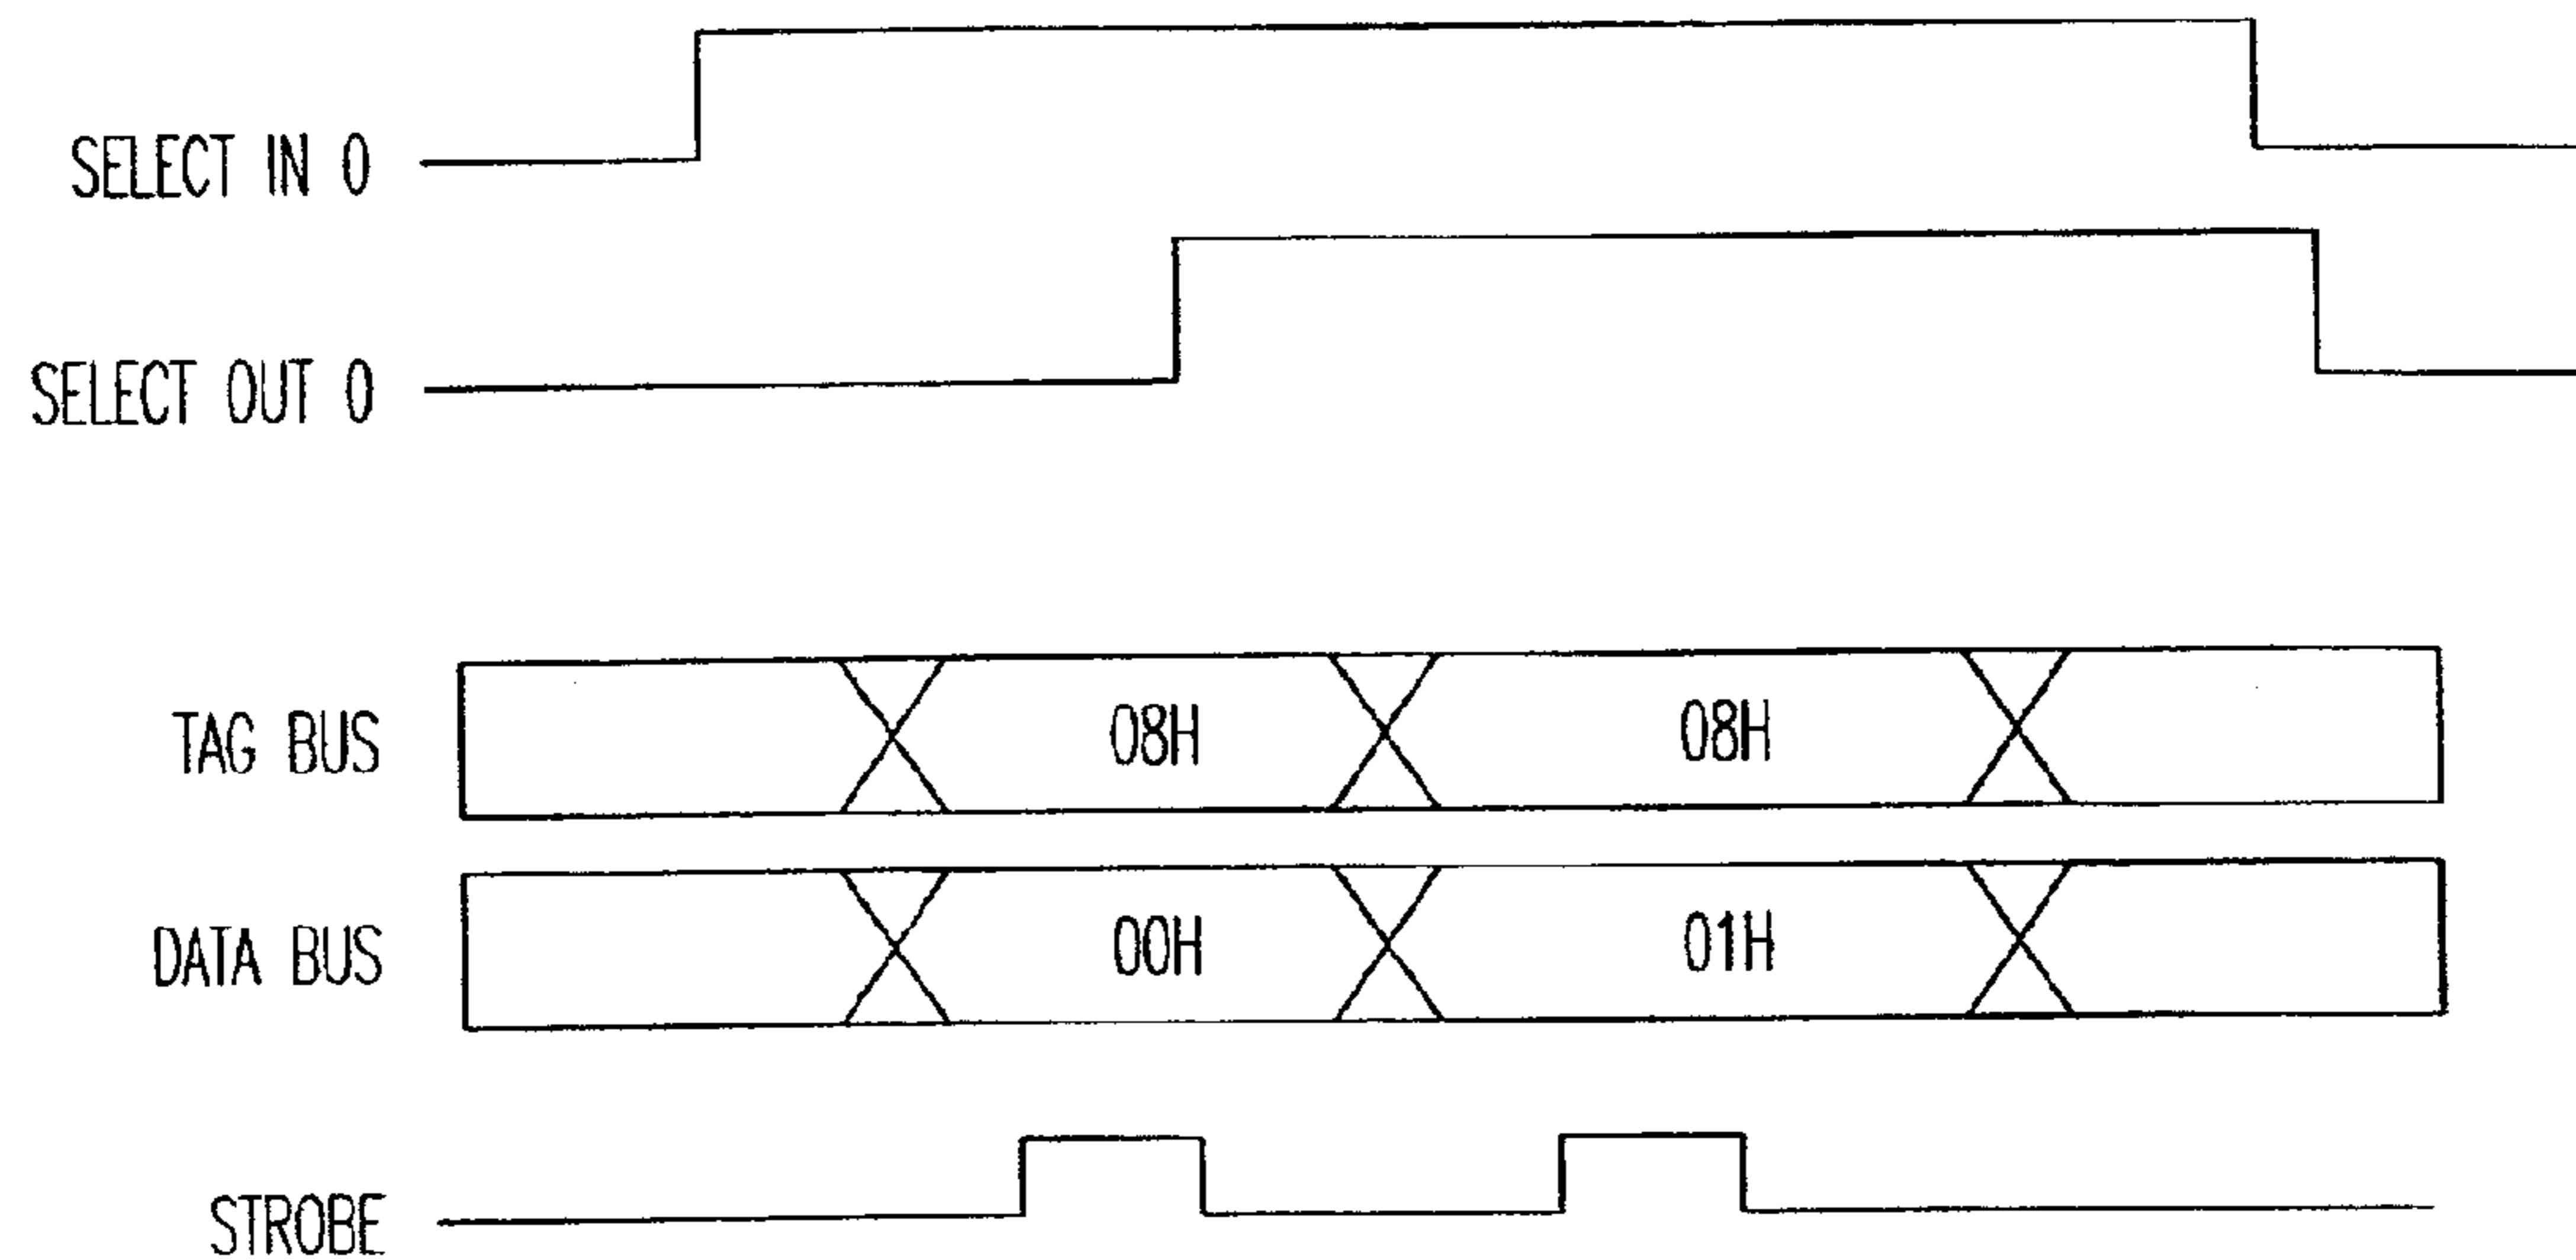 SELECT IN 0
SELECT OUT 0
TAG BUS 08H 08H
DATA BUS 00H 01H
STROBE